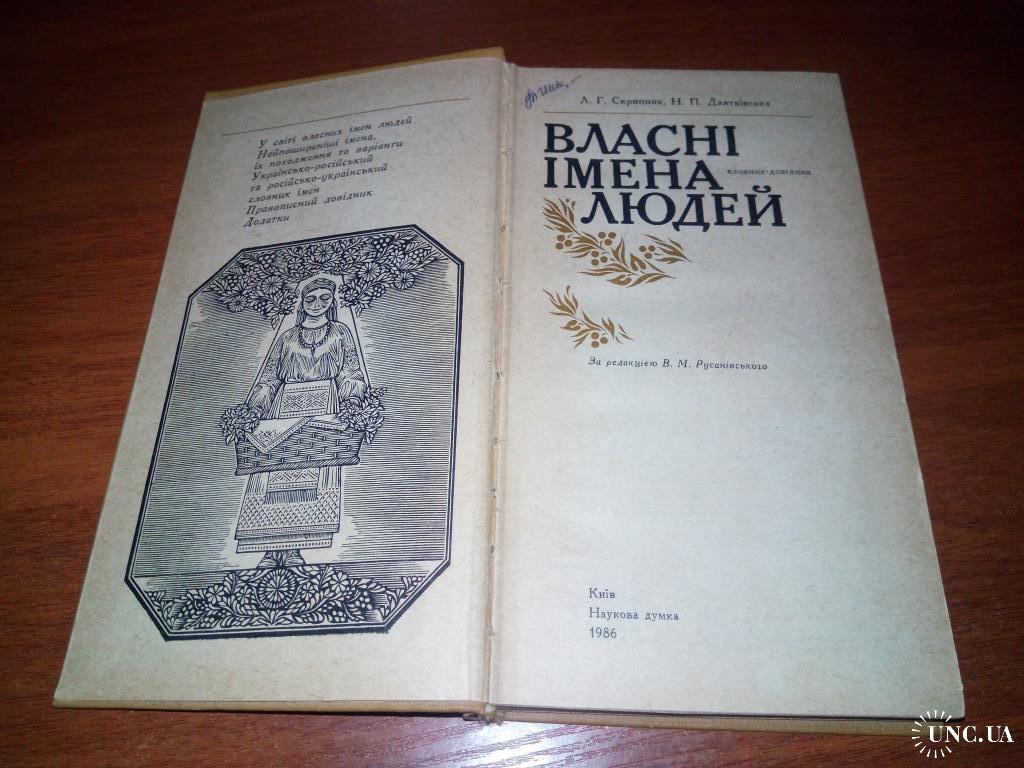 У світі власних імен людей
Найпоширеніші імена,
їх походження та варіанти
Українсько-російський
та російсько-український
словник імен
Правописний довідник
Додатки
Л. Г. Скрипник, Н. П. Дзятківська
ВЛАСНІ
ІМЕНА
словник-довідник
ЛЮДЕЙ
За редакцією В. М. Русанівського
Київ
Наукова думка
1986
UNC.UA